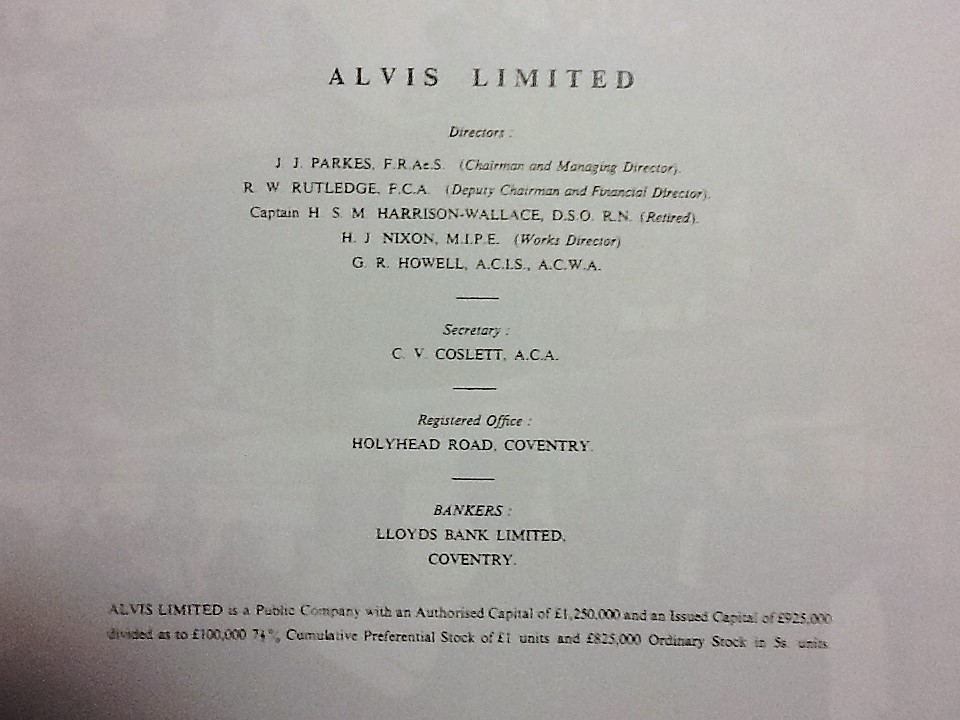 ALVIS LIMITED
Directors :
J. J. PARKES, F.R.Ae.S. (Chairman and Managing Director).
R. W. RUTLEDGE, F.C.A. (Deputy Chairman and Financial Director).
Captain H. S. M. HARRISON-WALLACE, D.S.O. R.N. (Retired).
H. J. NIXON, M.I.P.E. (Works Director)
G. R. HOWELL, A.C.I.S., A.C.W.A.
Secretary :
C. V. COSLETT, A.C.A.
Registered Office :
HOLYHEAD ROAD, COVENTRY.
BANKERS :
LLOYDS BANK LIMITED,
COVENTRY.
ALVIS LIMITED is a Public Company with an Authorised Capital of £1,250,000 and an Issued Capital of £925,000
divided as to £100,000 7½% Cumulative Preferential Stock of £1 units and £825,000 Ordinary Stock in 5s. units.